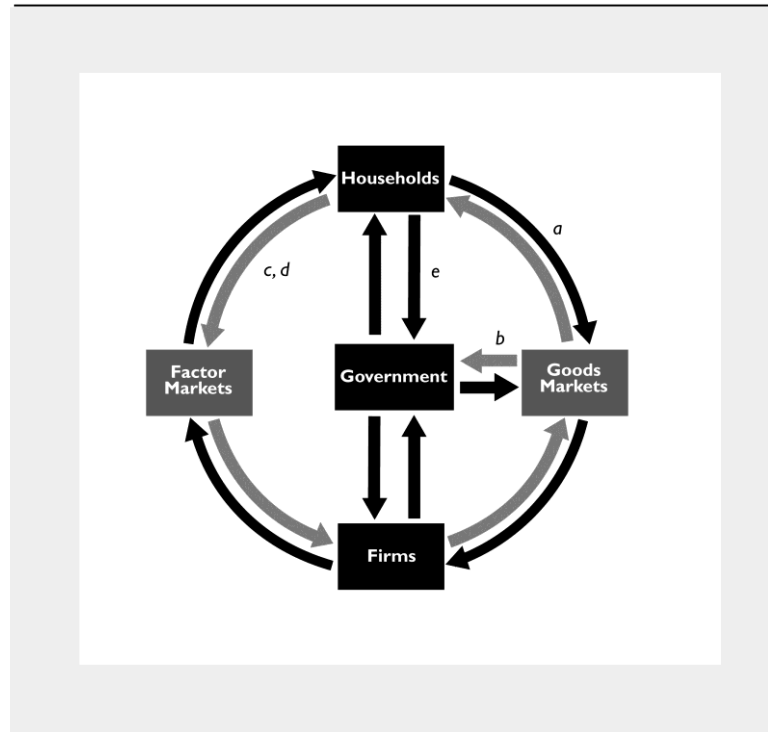 Households
a
c, d
e
b
Factor
Markets
Government
Goods
Markets
Firms